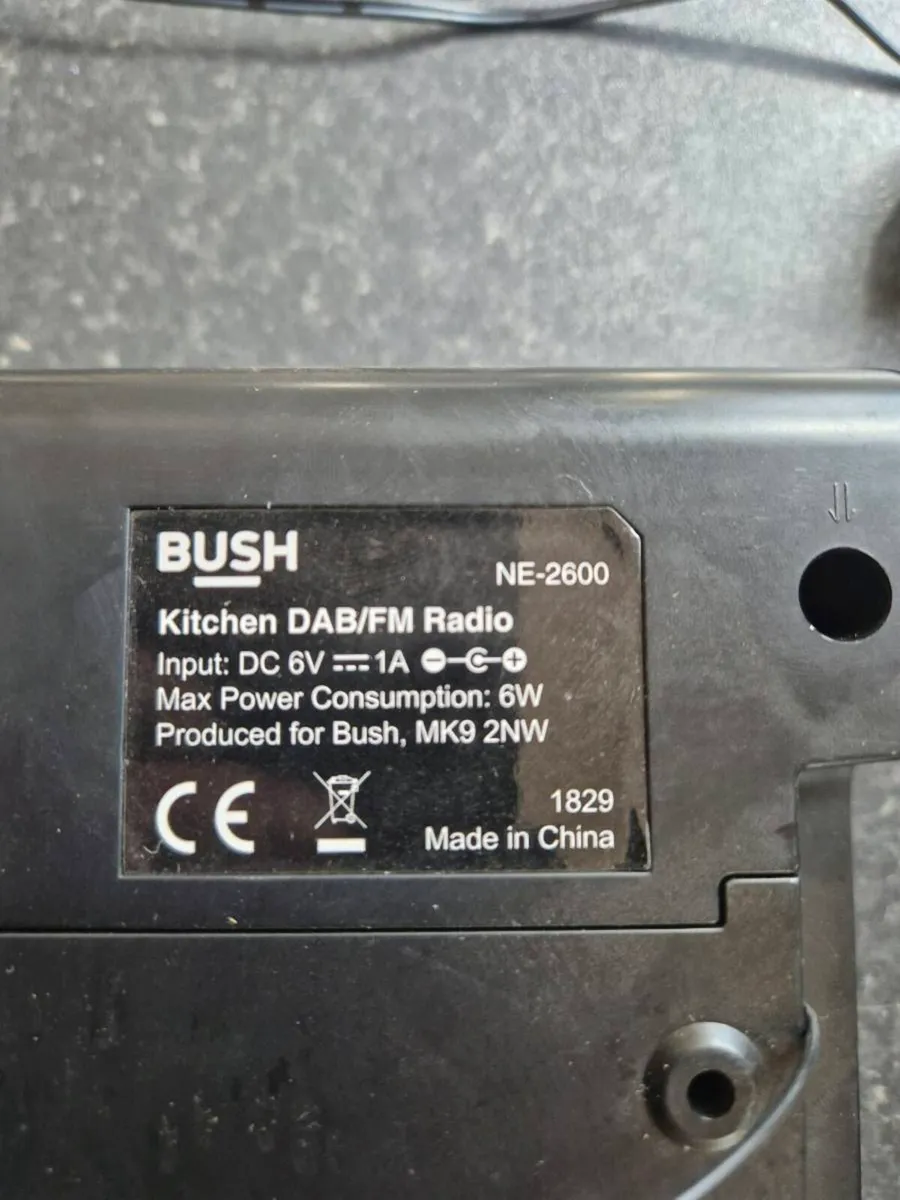 BUSH
NE-2600
Kitchen DAB/FM Radio
Input: DC 6V ⎓ 1A
Max Power Consumption: 6W
Produced for Bush, MK9 2NW
CE
1829
Made in China